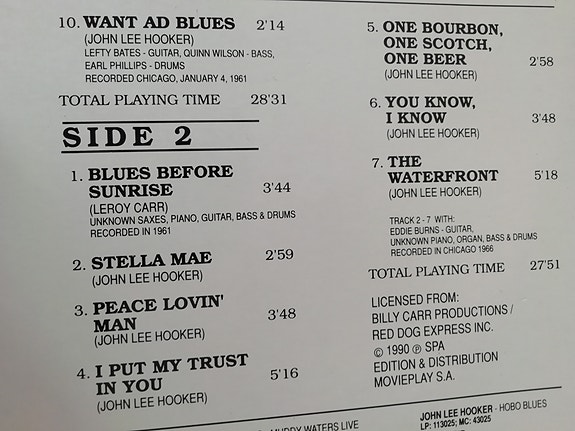 10. WANT AD BLUES 2'14
(JOHN LEE HOOKER)
LEFTY BATES - GUITAR, QUINN WILSON - BASS,
EARL PHILLIPS - DRUMS
RECORDED CHICAGO, JANUARY 4, 1961
TOTAL PLAYING TIME 28'31
SIDE 2
1. BLUES BEFORE
SUNRISE 3'44
(LEROY CARR)
UNKNOWN SAXES, PIANO, GUITAR, BASS & DRUMS
RECORDED IN 1961
2. STELLA MAE 2'59
(JOHN LEE HOOKER)
3. PEACE LOVIN'
MAN 3'48
(JOHN LEE HOOKER)
4. I PUT MY TRUST
IN YOU 5'16
(JOHN LEE HOOKER)
5. ONE BOURBON,
ONE SCOTCH,
ONE BEER 2'58
(JOHN LEE HOOKER)
6. YOU KNOW,
I KNOW 3'48
(JOHN LEE HOOKER)
7. THE
WATERFRONT 5'18
(JOHN LEE HOOKER)
TRACK 2 - 7 WITH:
EDDIE BURNS - GUITAR,
UNKNOWN PIANO, ORGAN, BASS & DRUMS
RECORDED IN CHICAGO 1966
TOTAL PLAYING TIME 27'51
LICENSED FROM:
BILLY CARR PRODUCTIONS /
RED DOG EXPRESS INC.
© 1990 ℗ SPA
EDITION & DISTRIBUTION
MOVIEPLAY S.A.
MUDDY WATERS LIVE
JOHN LEE HOOKER - HOBO BLUES
LP: 113025; MC: 43025